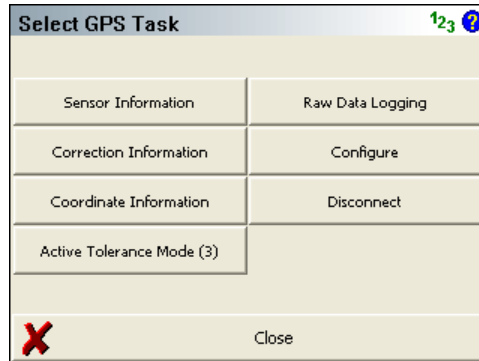 Select GPS Task
123 ?
Sensor Information
Raw Data Logging
Correction Information
Configure
Coordinate Information
Disconnect
Active Tolerance Mode (3)
Close